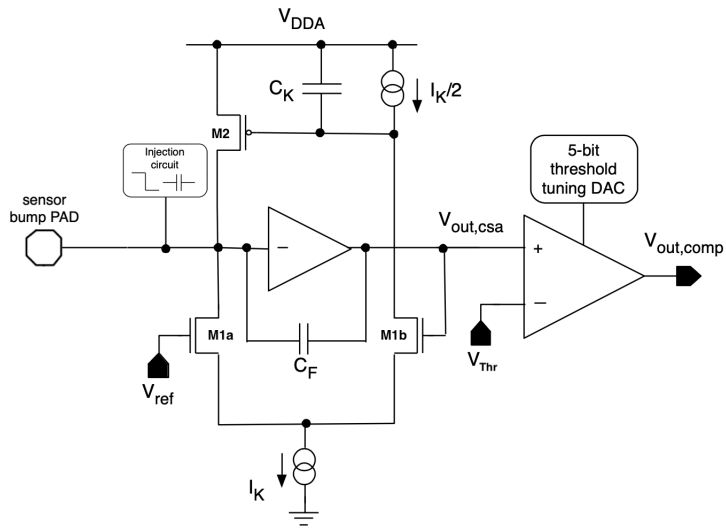 VDDA
CK
IK/2
M2
Injection
circuit
5-bit
threshold
tuning DAC
sensor
bump PAD
Vout,csa
Vout,comp
−
+
−
M1a
M1b
CF
Vref
VThr
IK